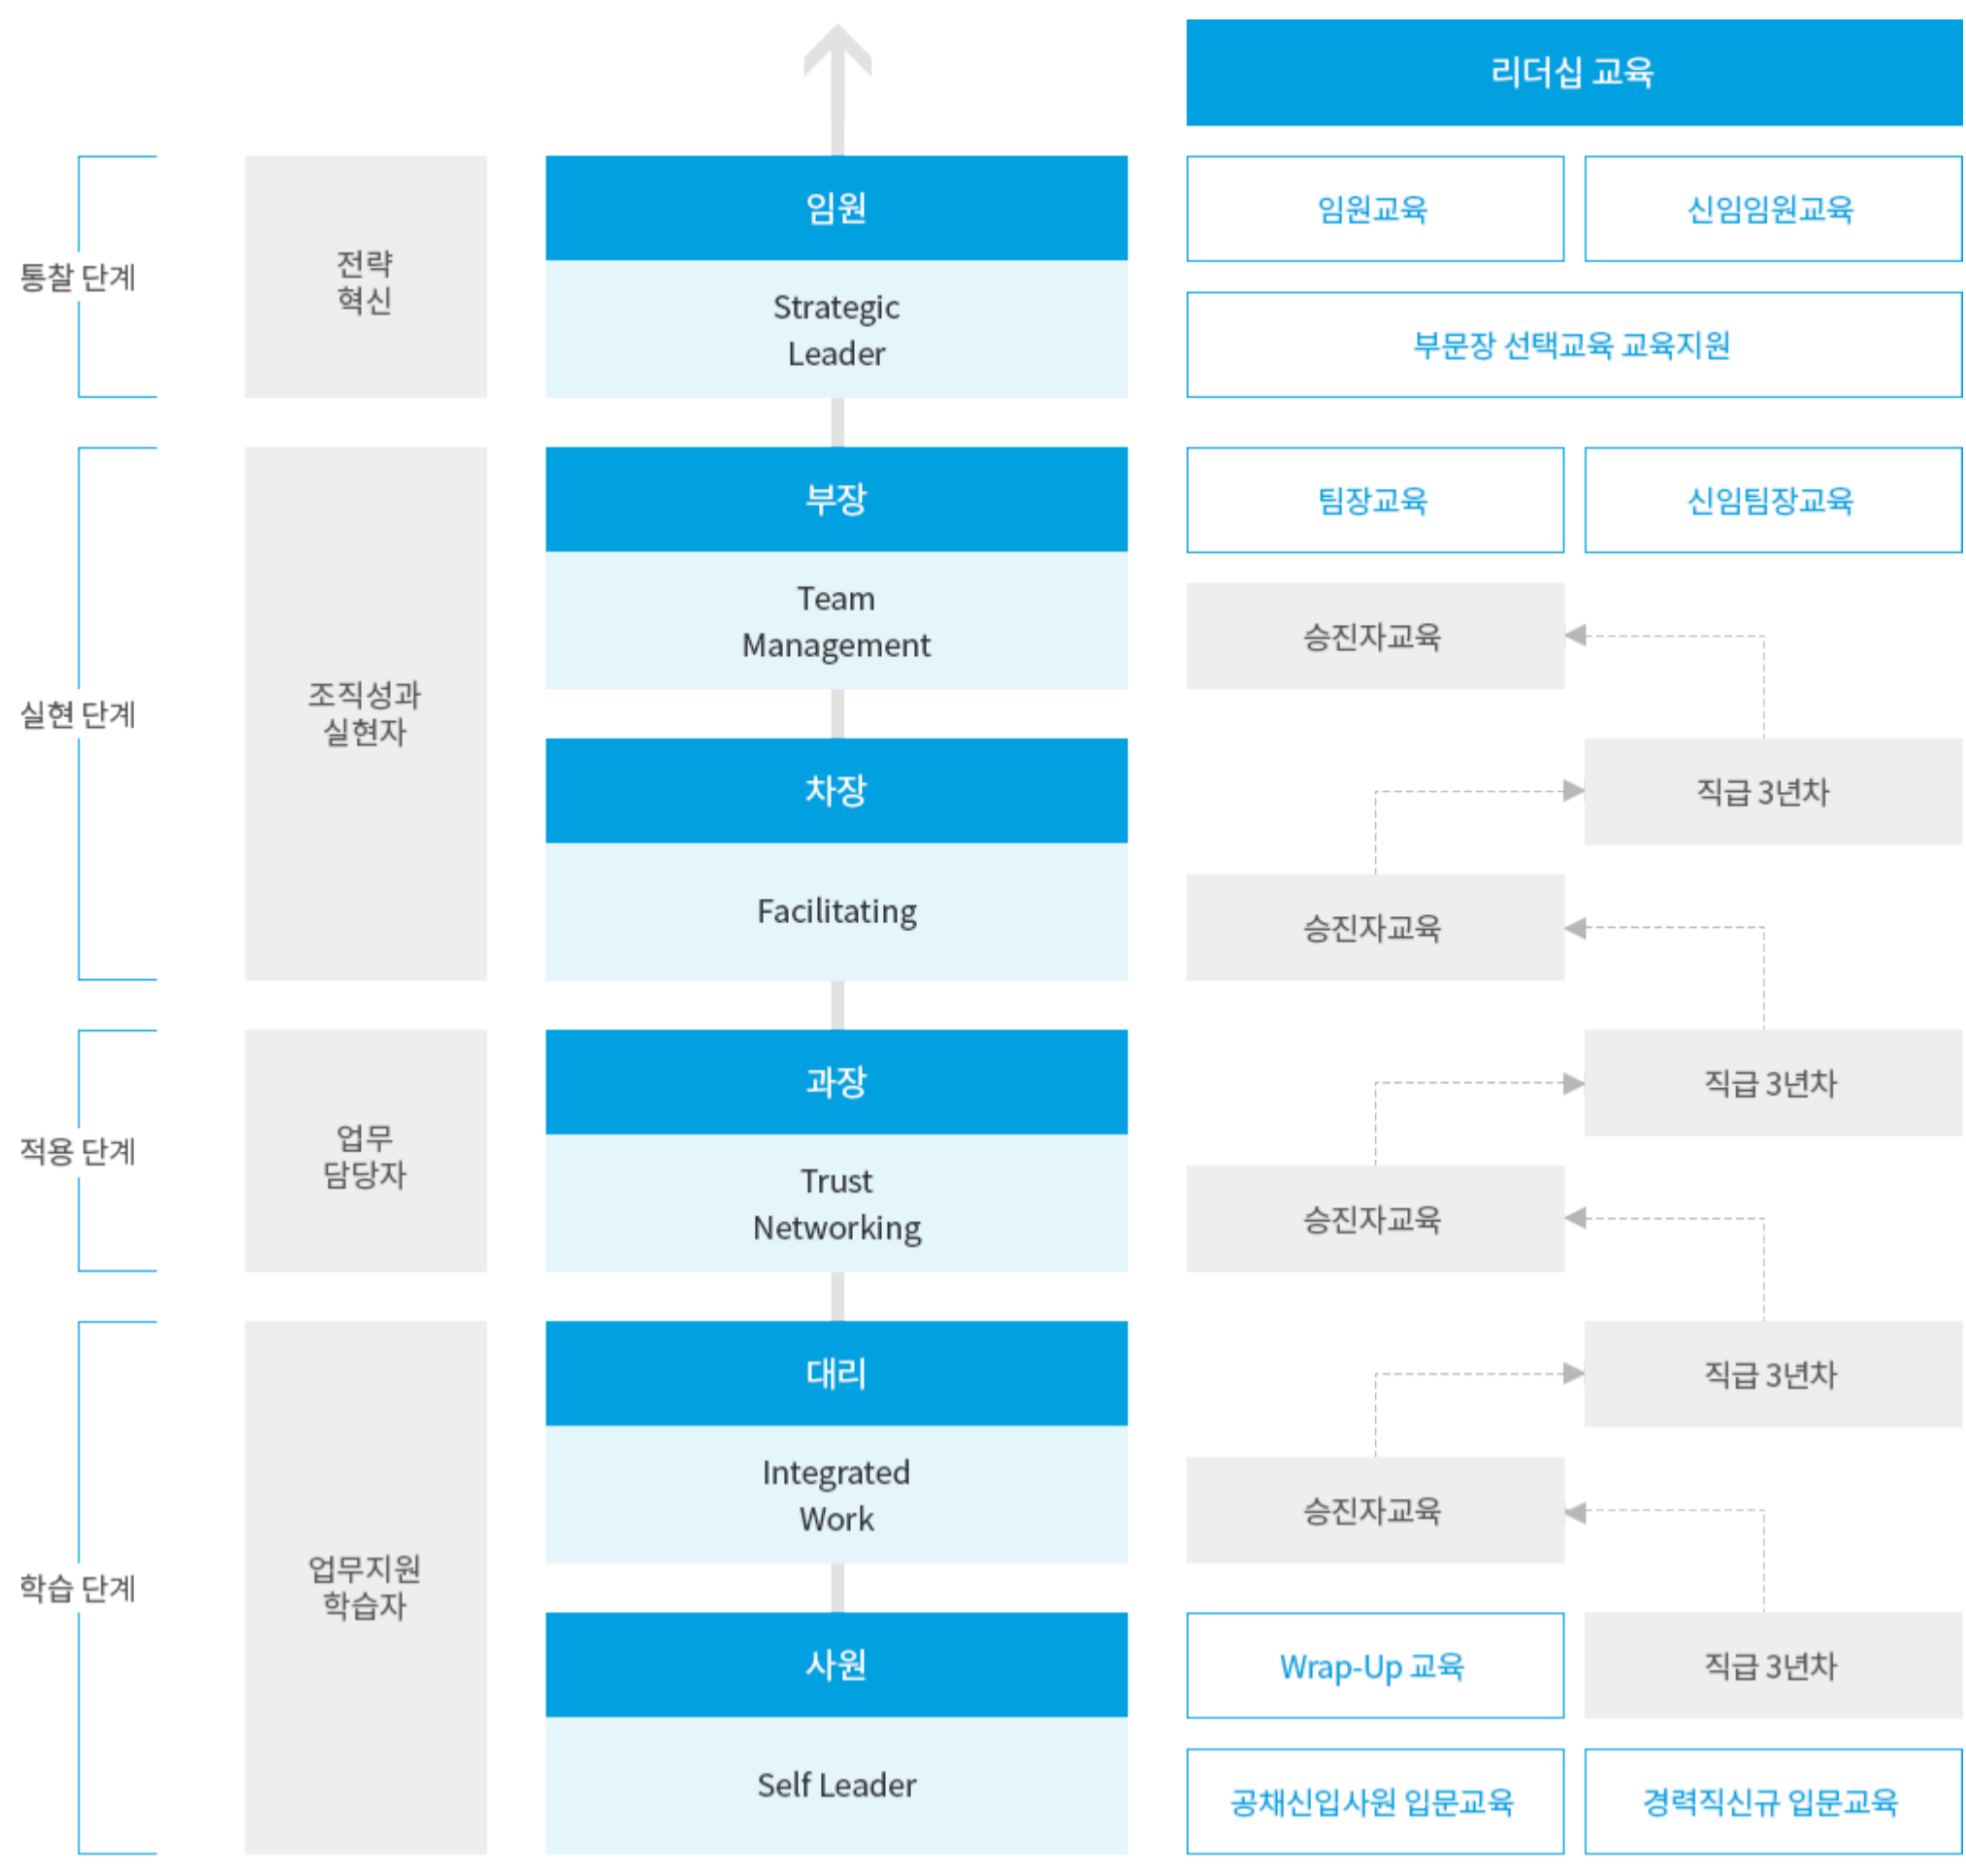 리더십 교육
통찰 단계
전략
혁신
임원
Strategic
Leader
임원교육
신임임원교육
부문장 선택교육 교육지원
실현 단계
조직성과
실현자
부장
Team
Management
팀장교육
신임팀장교육
승진자교육
차장
Facilitating
직급 3년차
승진자교육
적용 단계
업무
담당자
과장
Trust
Networking
직급 3년차
승진자교육
학습 단계
업무지원
학습자
대리
Integrated
Work
직급 3년차
승진자교육
사원
Self Leader
Wrap-Up 교육
직급 3년차
공채신입사원 입문교육
경력직신규 입문교육